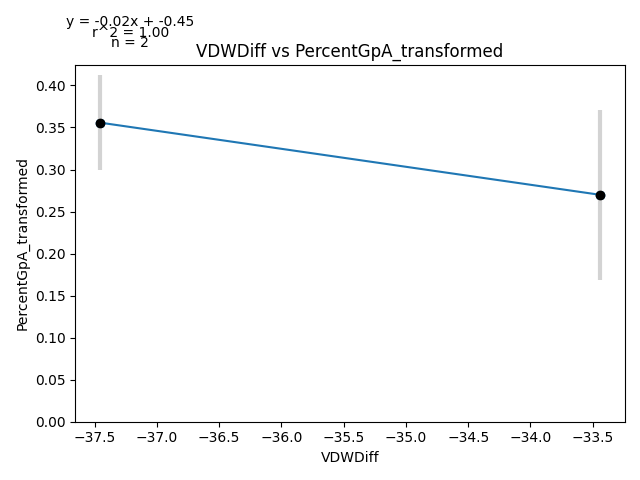 y = -0.02x + -0.45
r^2 = 1.00
n = 2
VDWDiff vs PercentGpA_transformed
0.40
0.35
0.30
0.25
0.20
0.15
0.10
0.05
0.00
PercentGpA_transformed
−37.5 −37.0 −36.5 −36.0 −35.5 −35.0 −34.5 −34.0 −33.5
VDWDiff